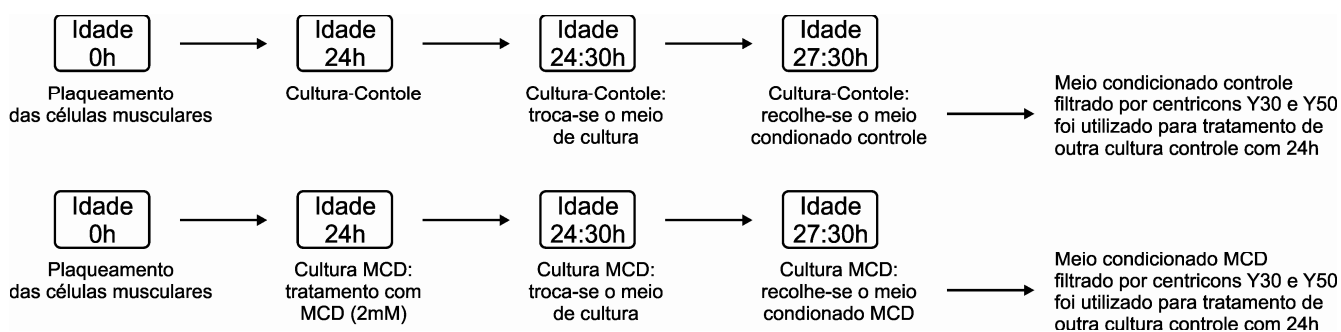 Idade
0h
Idade
24h
Idade
24:30h
Idade
27:30h
Plaqueamento
das células musculares
Cultura-Contole
Cultura-Contole:
troca-se o meio
de cultura
Cultura-Contole:
recolhe-se o meio
condionado controle
Meio condicionado controle
filtrado por centricons Y30 e Y50
foi utilizado para tratamento de
outra cultura controle com 24h
Idade
0h
Idade
24h
Idade
24:30h
Idade
27:30h
Plaqueamento
das células musculares
Cultura MCD:
tratamento com
MCD (2mM)
Cultura MCD:
troca-se o meio
de cultura
Cultura MCD:
recolhe-se o meio
condionado MCD
Meio condicionado MCD
filtrado por centricons Y30 e Y50
foi utilizado para tratamento de
outra cultura controle com 24h